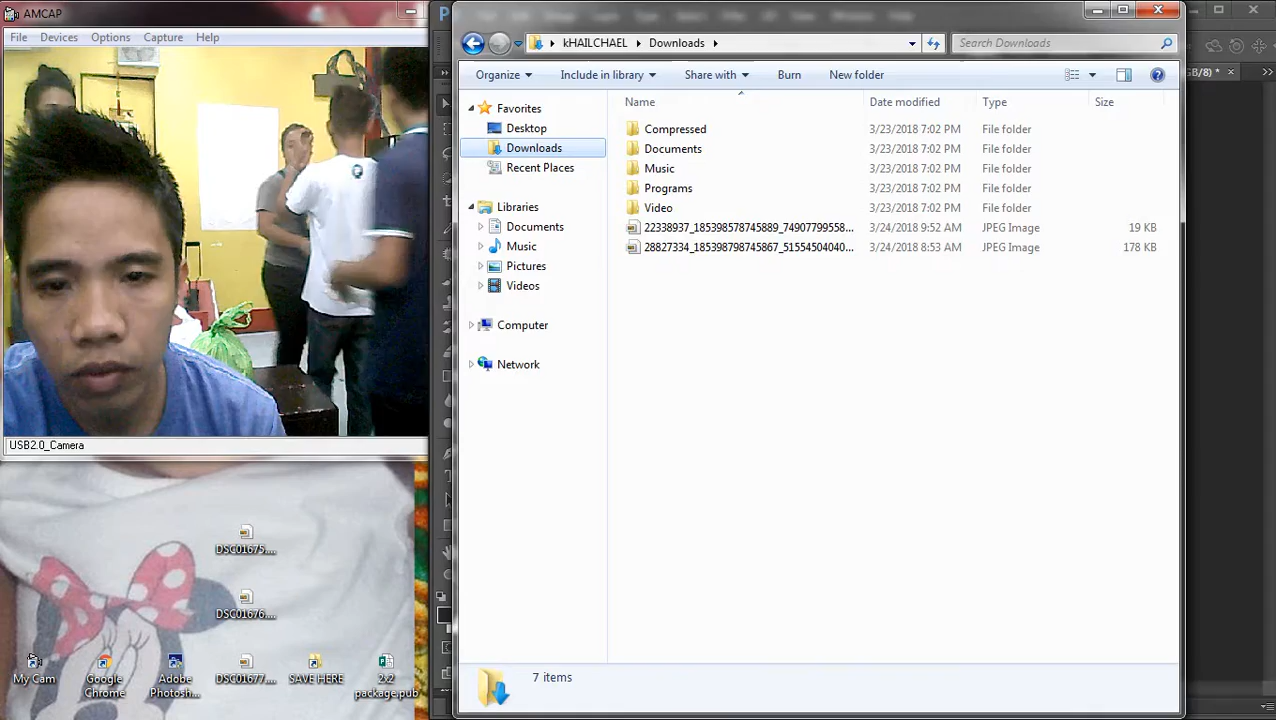 AMCAP
File Devices Options Capture Help
USB2.0_Camera
DSC01675....
DSC01676....
My Cam
Google Chrome
Adobe Photosh...
DSC01677....
SAVE HERE
2x2 package.pub
kHAILCHAEL Downloads
Search Downloads
Organize Include in library Share with Burn New folder
Favorites
Desktop
Downloads
Recent Places
Libraries
Documents
Music
Pictures
Videos
Computer
Network
Name Date modified Type Size
Compressed 3/23/2018 7:02 PM File folder
Documents 3/23/2018 7:02 PM File folder
Music 3/23/2018 7:02 PM File folder
Programs 3/23/2018 7:02 PM File folder
Video 3/23/2018 7:02 PM File folder
22338937_185398578745889_74907799558... 3/24/2018 9:52 AM JPEG Image 19 KB
28827334_185398798745867_51554504040... 3/24/2018 8:53 AM JPEG Image 178 KB
7 items
GB/8) *